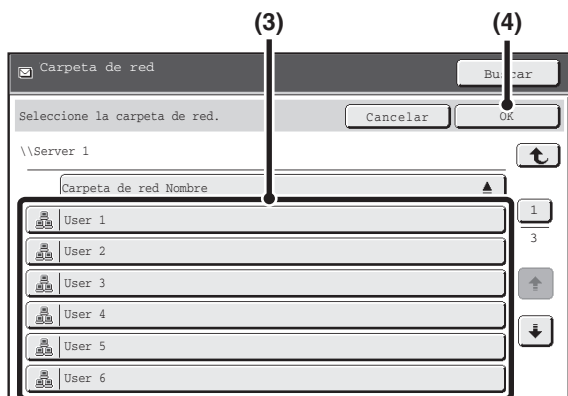 (3) (4)
Carpeta de red Buscar
Seleccione la carpeta de red. Cancelar OK
\\Server 1
Carpeta de red Nombre
User 1 1
User 2 3
User 3
User 4
User 5
User 6